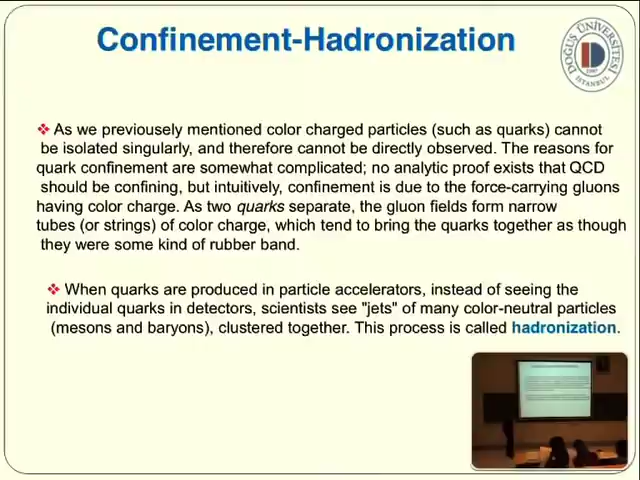 Confinement-Hadronization
DOĞUŞ ÜNİVERSİTESİ
1997
İSTANBUL
As we previousely mentioned color charged particles (such as quarks) cannot
be isolated singularly, and therefore cannot be directly observed. The reasons for
quark confinement are somewhat complicated; no analytic proof exists that QCD
should be confining, but intuitively, confinement is due to the force-carrying gluons
having color charge. As two quarks separate, the gluon fields form narrow
tubes (or strings) of color charge, which tend to bring the quarks together as though
they were some kind of rubber band.
When quarks are produced in particle accelerators, instead of seeing the
individual quarks in detectors, scientists see "jets" of many color-neutral particles
(mesons and baryons), clustered together. This process is called hadronization.